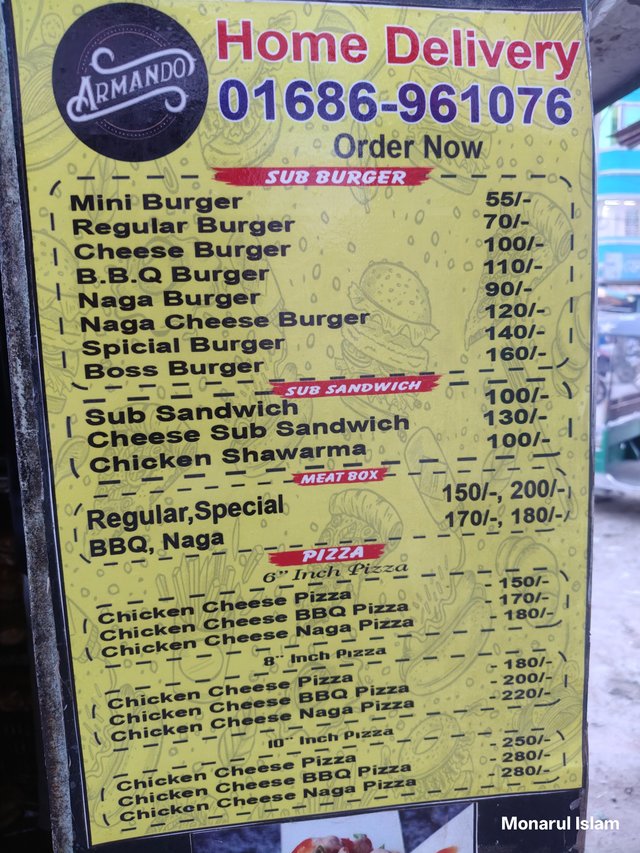 ARMANDO
Home Delivery
01686-961076
Order Now
SUB BURGER
Mini Burger 55/-
Regular Burger 70/-
Cheese Burger 100/-
B.B.Q Burger 110/-
Naga Burger 90/-
Naga Cheese Burger 120/-
Spicial Burger 140/-
Boss Burger 160/-
SUB SANDWICH
Sub Sandwich 100/-
Cheese Sub Sandwich 130/-
Chicken Shawarma 100/-
MEAT BOX
Regular,Special 150/-, 200/-
BBQ, Naga 170/-, 180/-
PIZZA
6" Inch Pizza
Chicken Cheese Pizza - 150/-
Chicken Cheese BBQ Pizza - 170/-
Chicken Cheese Naga Pizza - 180/-
8" Inch Pizza
Chicken Cheese Pizza - 180/-
Chicken Cheese BBQ Pizza - 200/-
Chicken Cheese Naga Pizza - 220/-
10" Inch Pizza
Chicken Cheese Pizza - 250/-
Chicken Cheese BBQ Pizza - 280/-
Chicken Cheese Naga Pizza - 280/-
Monarul Islam